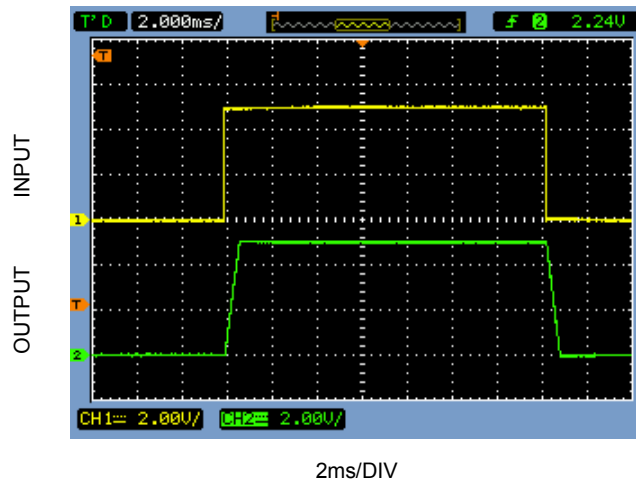 T'D 2.000ms/ 2 2.24V
T
INPUT
1
OUTPUT
T
2
CH1 2.00V/ CH2 2.00V/
2ms/DIV